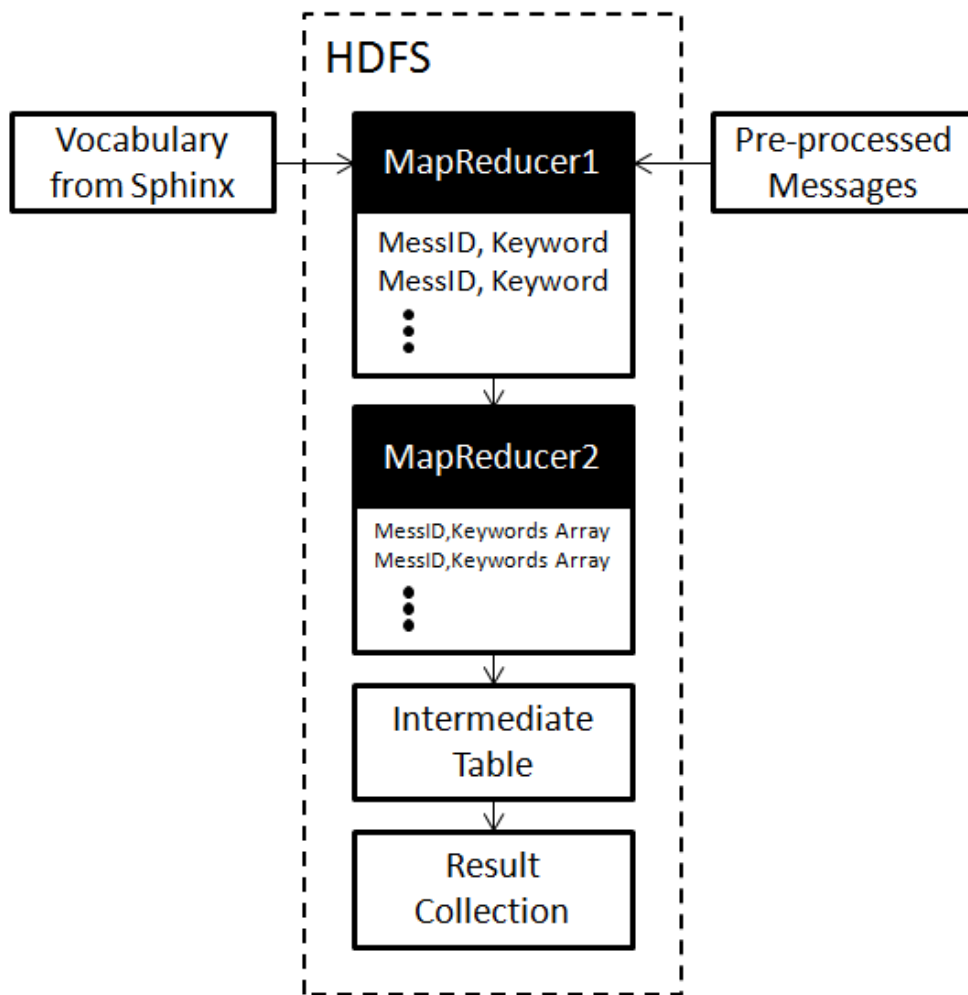 HDFS
Vocabulary
from Sphinx
MapReducer1
Pre-processed
Messages
MessID, Keyword
MessID, Keyword
MapReducer2
MessID,Keywords Array
MessID,Keywords Array
Intermediate
Table
Result
Collection